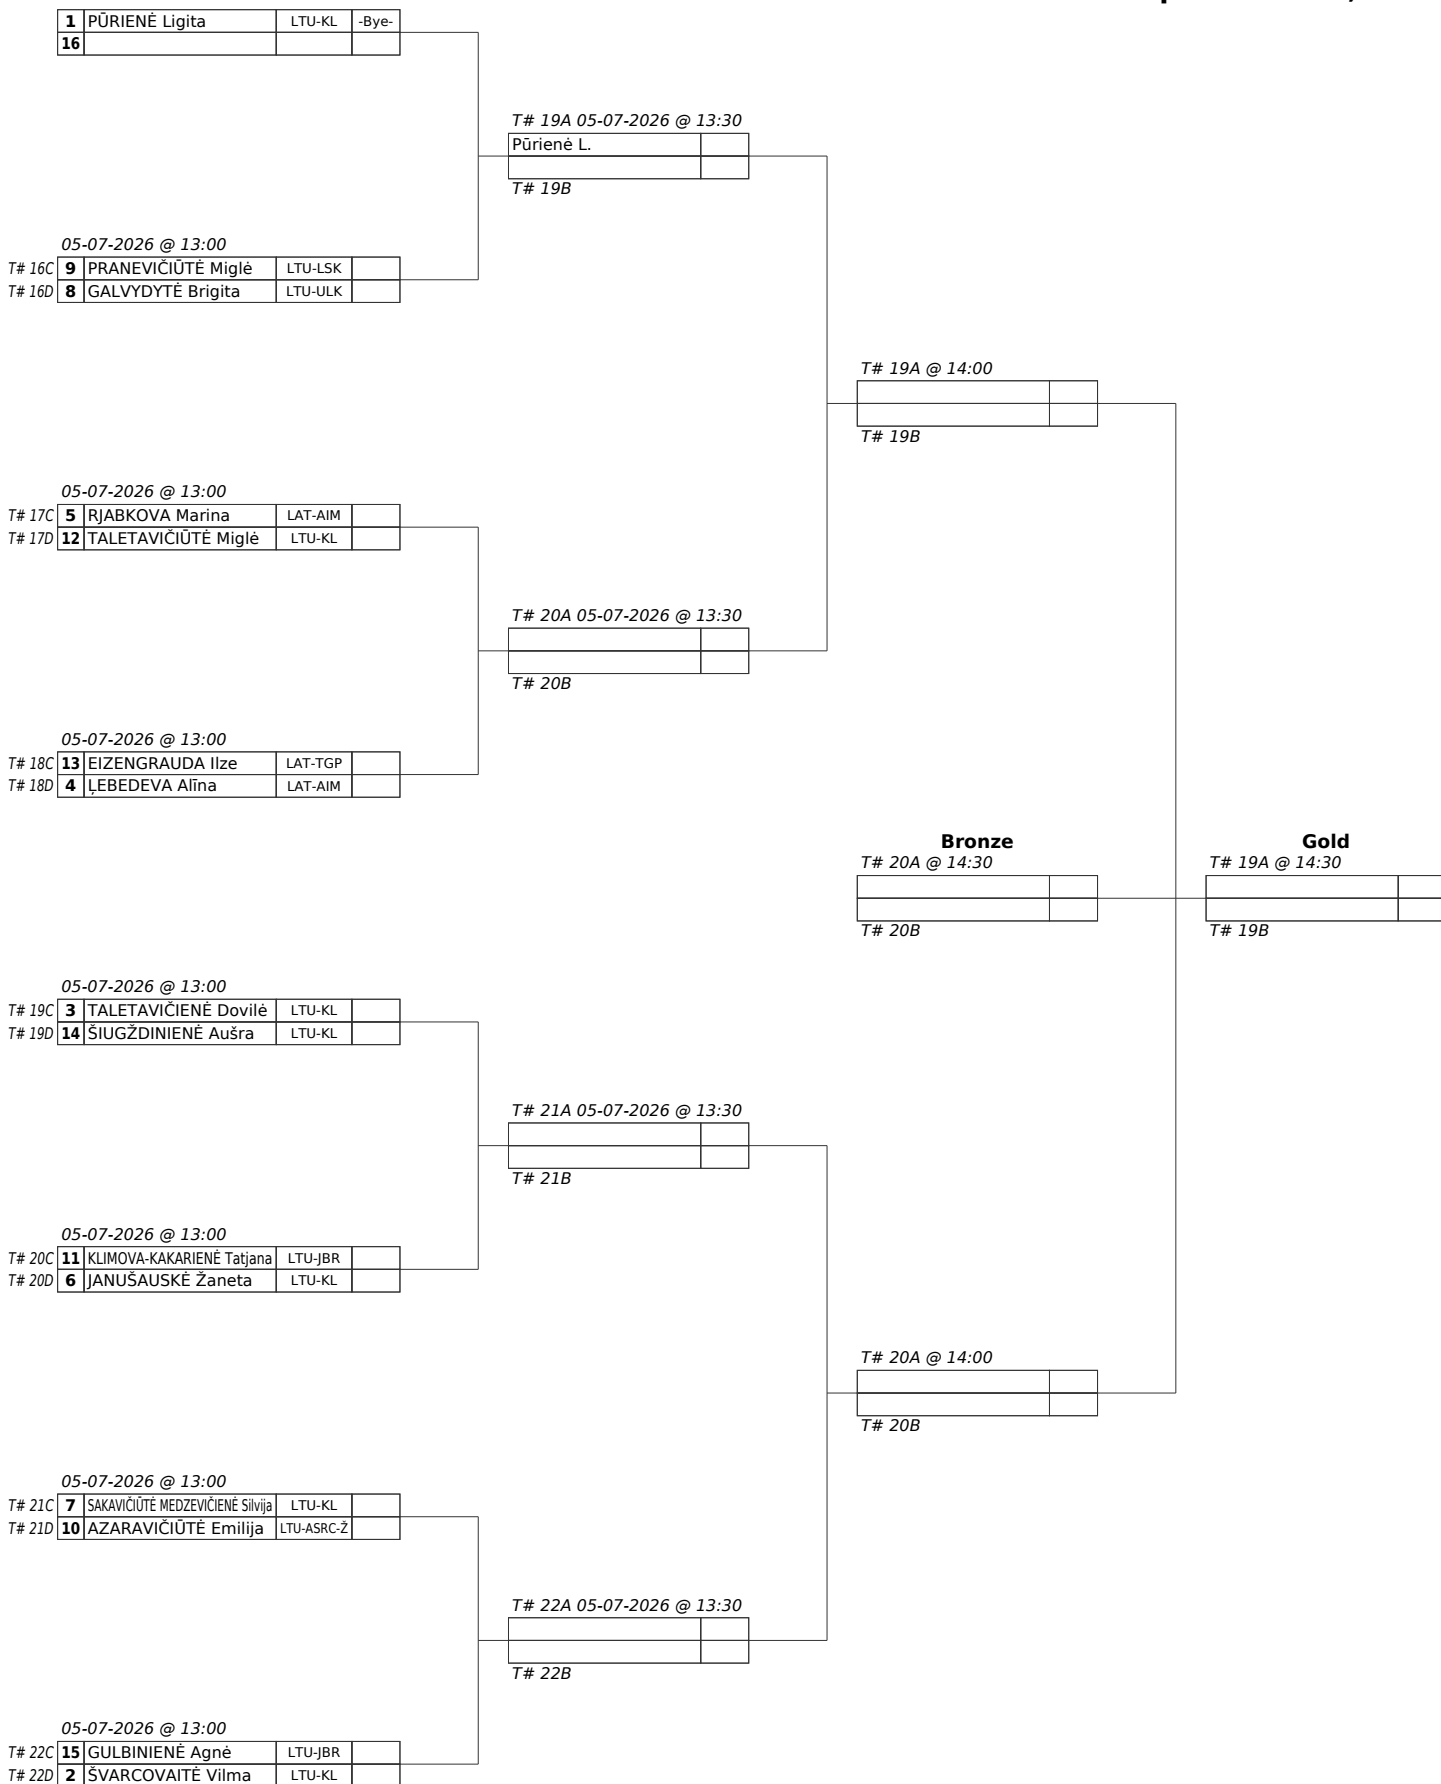 1 PŪRIENĖ Ligita LTU-KL -Bye-
16
T# 19A 05-07-2026 @ 13:30
Pūrienė L.
T# 19B
05-07-2026 @ 13:00
T# 16C 9 PRANEVIČIŪTĖ Miglė LTU-LSK
T# 16D 8 GALVYDYTĖ Brigita LTU-ULK
T# 19A @ 14:00
T# 19B
05-07-2026 @ 13:00
T# 17C 5 RJABKOVA Marina LAT-AIM
T# 17D 12 TALETAVIČIŪTĖ Miglė LTU-KL
T# 20A 05-07-2026 @ 13:30
T# 20B
05-07-2026 @ 13:00
T# 18C 13 EIZENGRAUDA Ilze LAT-TGP
T# 18D 4 ĻEBEDEVA Alīna LAT-AIM
Bronze Gold
T# 20A @ 14:30 T# 19A @ 14:30
T# 20B T# 19B
05-07-2026 @ 13:00
T# 19C 3 TALETAVIČIENĖ Dovilė LTU-KL
T# 19D 14 ŠIUGŽDINIENĖ Aušra LTU-KL
T# 21A 05-07-2026 @ 13:30
T# 21B
05-07-2026 @ 13:00
T# 20C 11 KLIMOVA-KAKARIENĖ Tatjana LTU-JBR
T# 20D 6 JANUŠAUSKĖ Žaneta LTU-KL
T# 20A @ 14:00
T# 20B
05-07-2026 @ 13:00
T# 21C 7 SAKAVIČIŪTĖ MEDZEVIČIENĖ Silvija LTU-KL
T# 21D 10 AZARAVIČIŪTĖ Emilija LTU-ASRC-Ž
T# 22A 05-07-2026 @ 13:30
T# 22B
05-07-2026 @ 13:00
T# 22C 15 GULBINIENĖ Agnė LTU-JBR
T# 22D 2 ŠVARCOVAITĖ Vilma LTU-KL